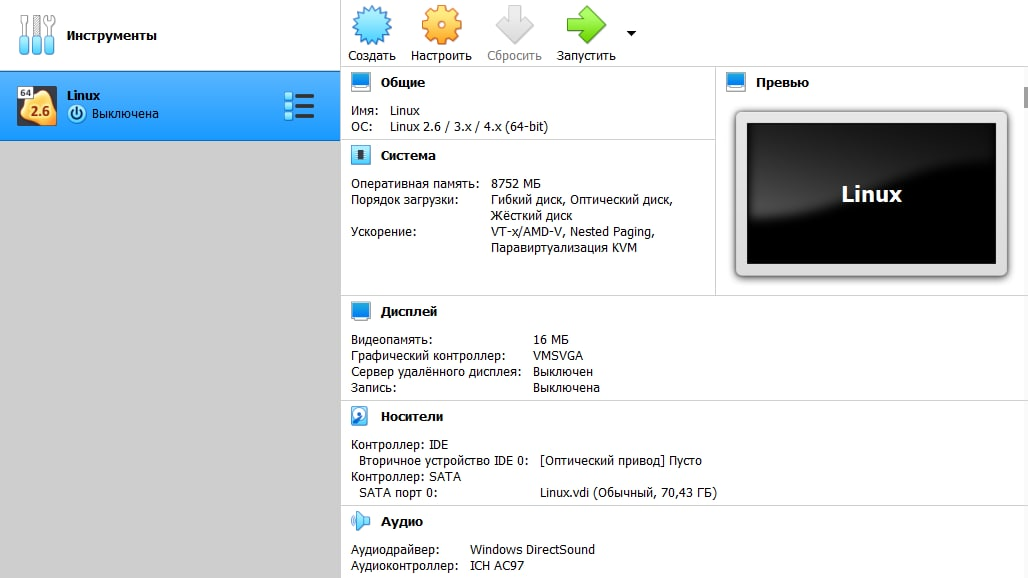 Инструменты
64
2.6
Linux
Выключена
Создать
Настроить
Сбросить
Запустить
Общие
Имя: Linux
ОС: Linux 2.6 / 3.x / 4.x (64-bit)
Система
Оперативная память: 8752 МБ
Порядок загрузки: Гибкий диск, Оптический диск,
Жёсткий диск
Ускорение: VT-x/AMD-V, Nested Paging,
Паравиртуализация KVM
Превью
Linux
Дисплей
Видеопамять: 16 МБ
Графический контроллер: VMSVGA
Сервер удалённого дисплея: Выключен
Запись: Выключена
Носители
Контроллер: IDE
Вторичное устройство IDE 0: [Оптический привод] Пусто
Контроллер: SATA
SATA порт 0: Linux.vdi (Обычный, 70,43 ГБ)
Аудио
Аудиодрайвер: Windows DirectSound
Аудиоконтроллер: ICH AC97